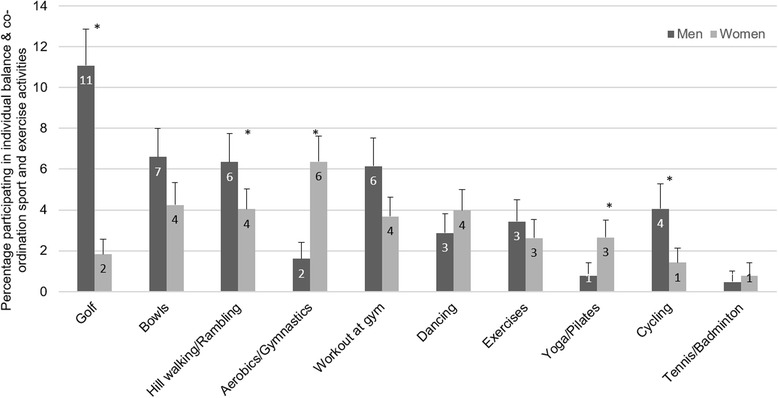 Percentage participating in individual balance & co-
ordination sport and exercise activities
14
12
10
8
6
4
2
0
Men Women
*
11
2
7
4
*
6
4
*
2
6
6
4
3
4
3
3
*
1
3
*
4
1
1
Golf
Bowls
Hill walking/Rambling
Aerobics/Gymnastics
Workout at gym
Dancing
Exercises
Yoga/Pilates
Cycling
Tennis/Badminton